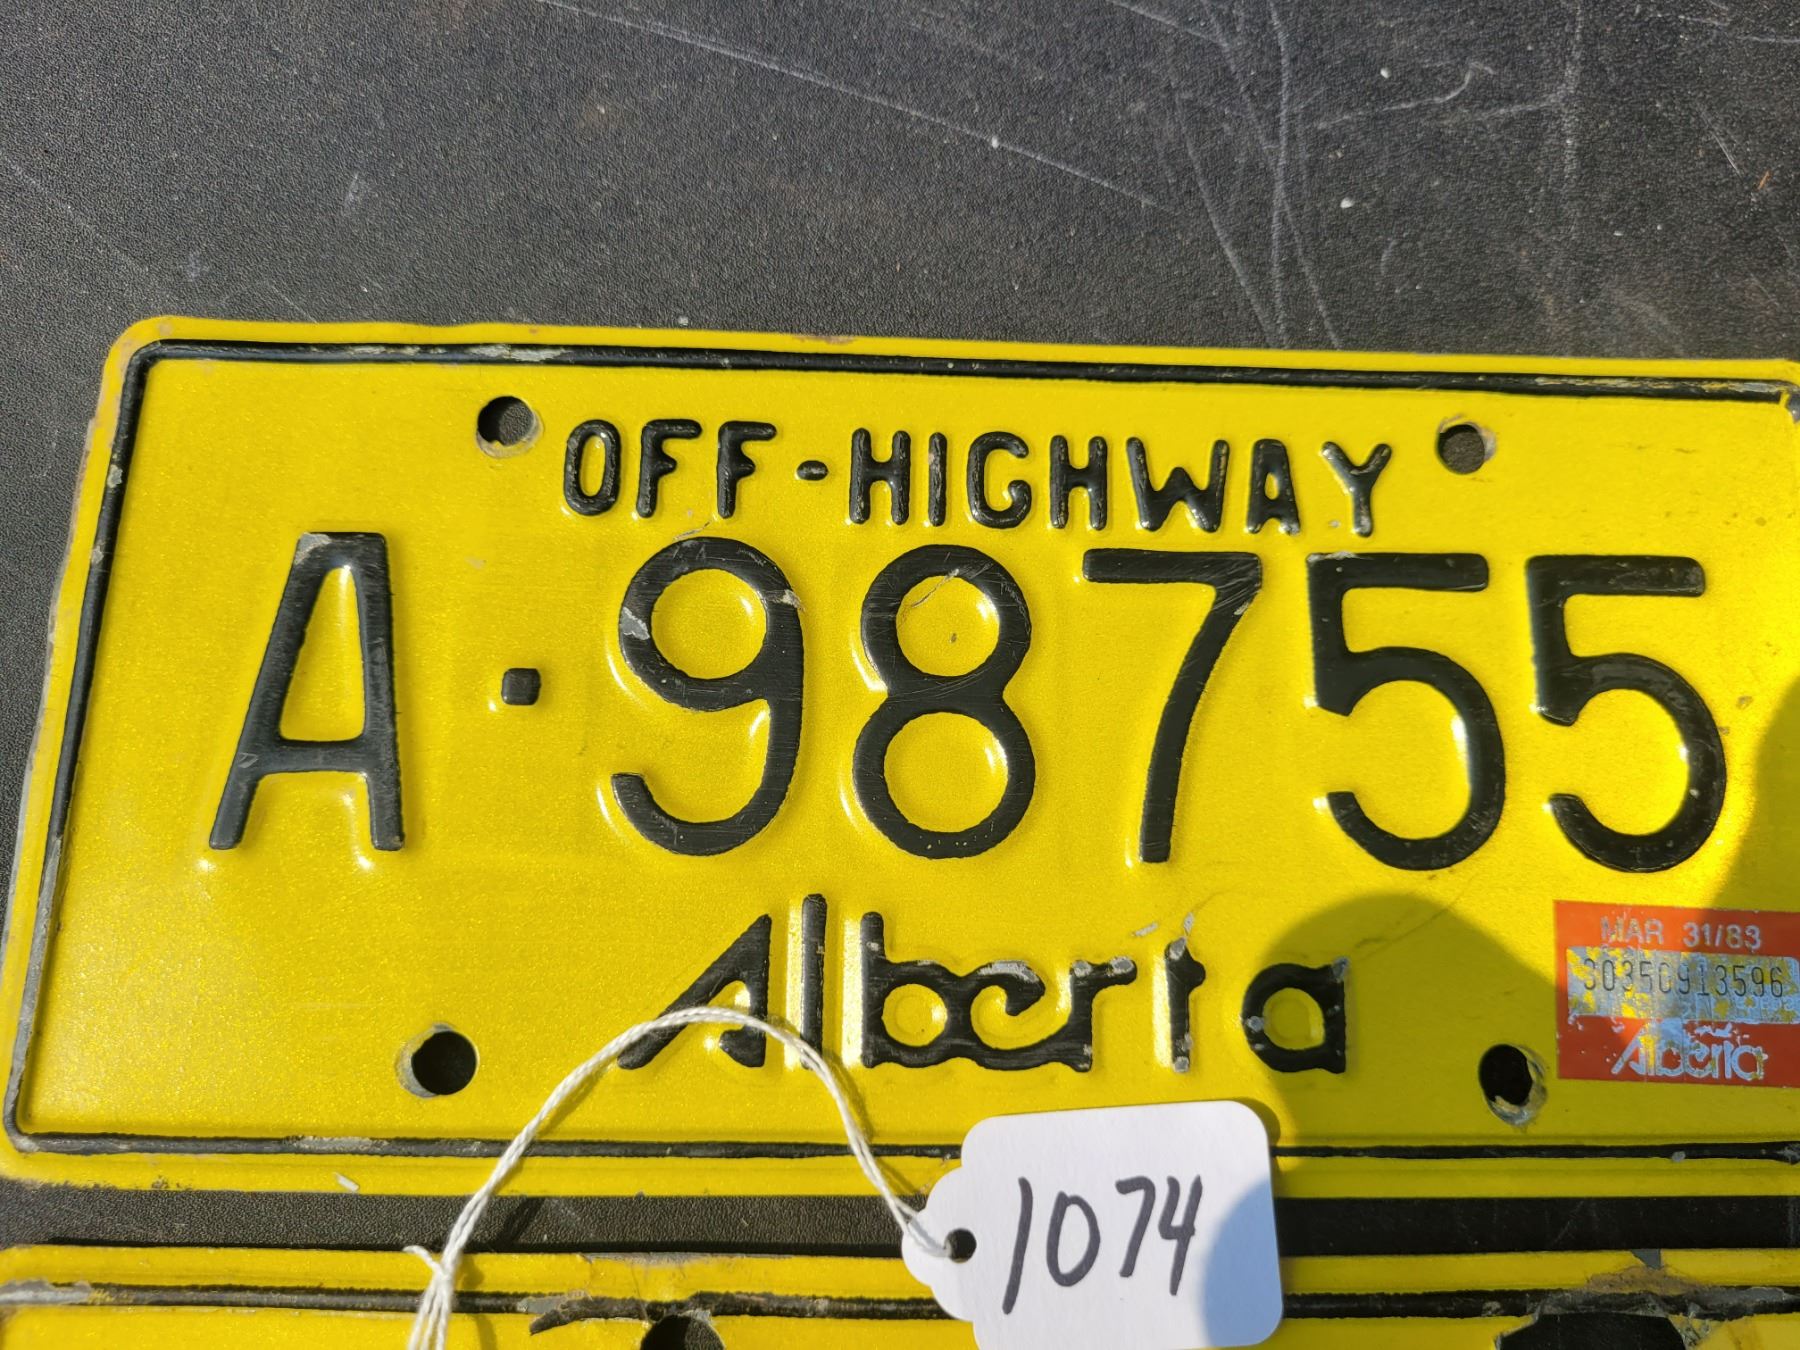 OFF-HIGHWAY
A·98755
Alberta
MAR 31/83
30350913596
Alberta
1074